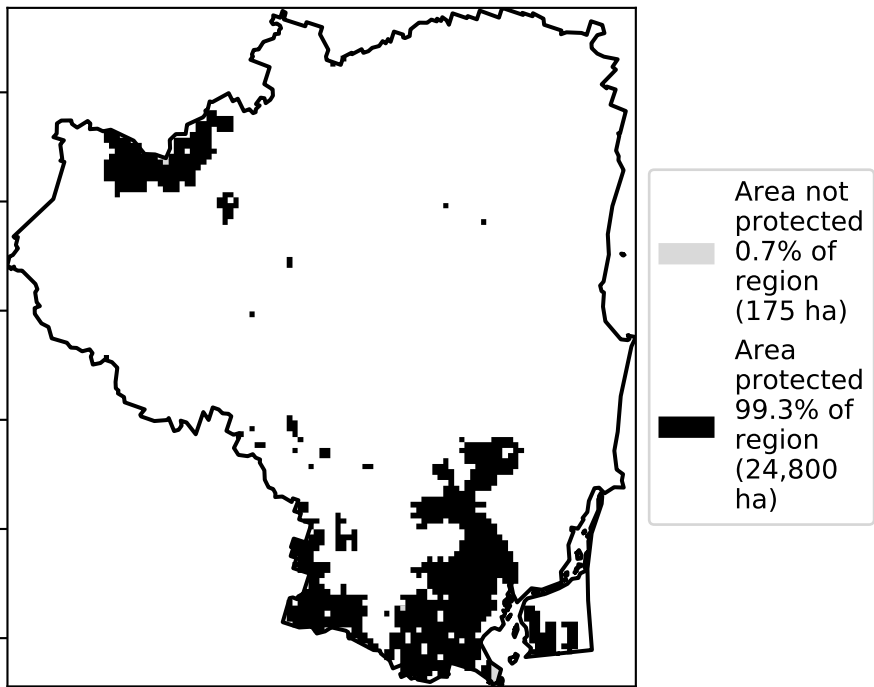 Area not
protected
0.7% of
region
(175 ha)
Area
protected
99.3% of
region
(24,800
ha)